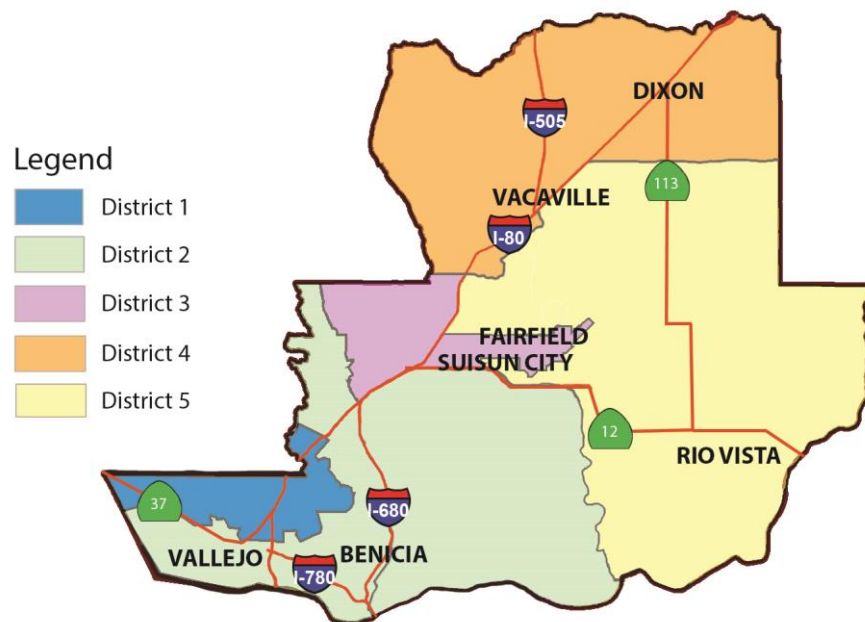 DIXON
I-505
Legend
113
District 1
VACAVILLE
I-80
District 2
District 3
FAIRFIELD
District 4
SUISUN CITY
District 5
12
RIO VISTA
37
I-680
VALLEJO
BENICIA
I-780